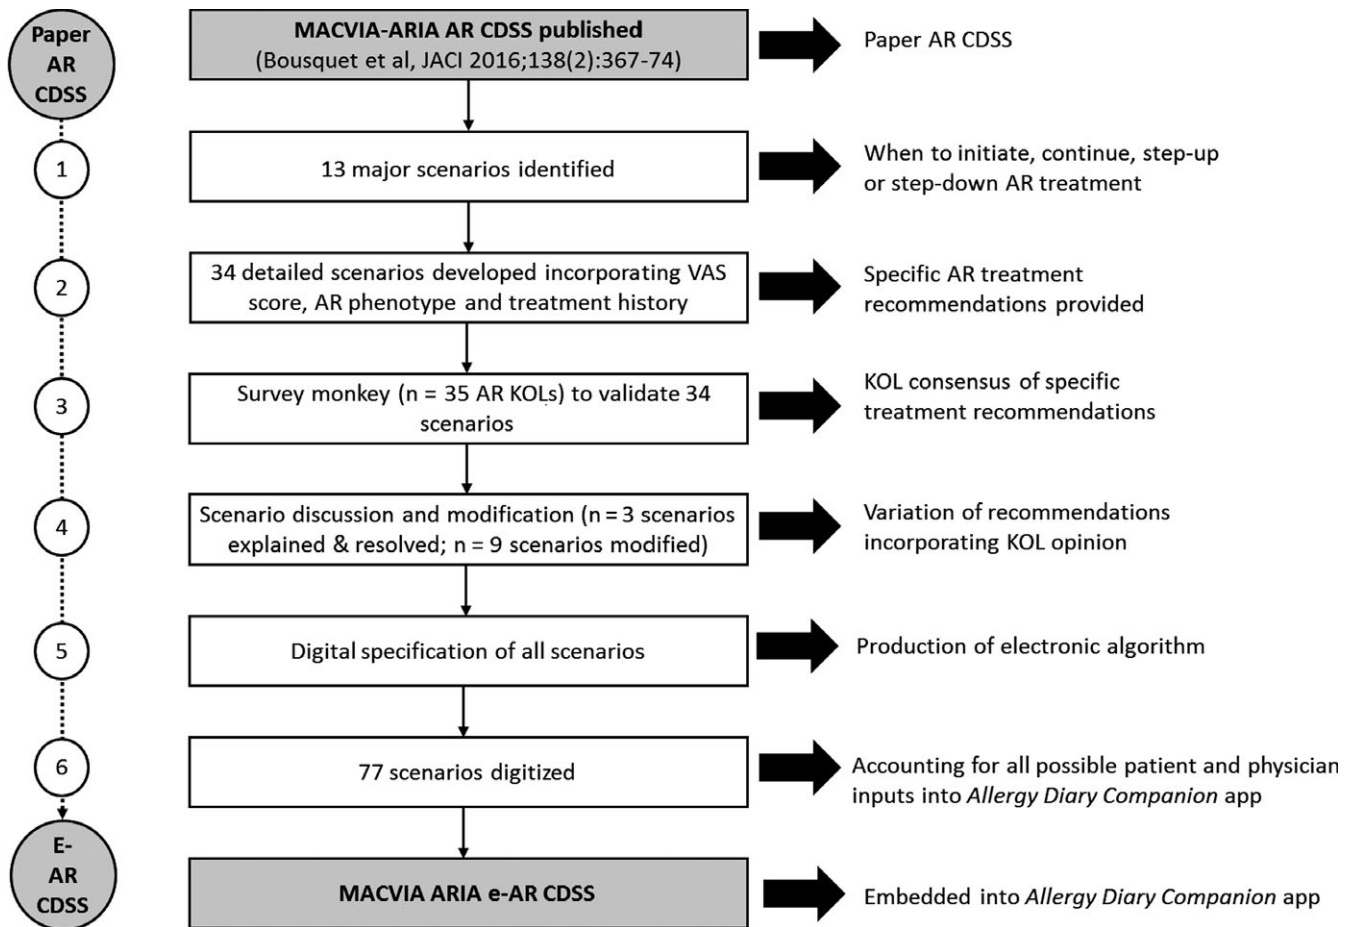 Paper
AR
CDSS
MACVIA-ARIA AR CDSS published
(Bousquet et al, JACI 2016;138(2):367-74)
Paper AR CDSS
1
13 major scenarios identified
When to initiate, continue, step-up
or step-down AR treatment
2
34 detailed scenarios developed incorporating VAS
score, AR phenotype and treatment history
Specific AR treatment
recommendations provided
3
Survey monkey (n = 35 AR KOLs) to validate 34
scenarios
KOL consensus of specific
treatment recommendations
4
Scenario discussion and modification (n = 3 scenarios
explained & resolved; n = 9 scenarios modified)
Variation of recommendations
incorporating KOL opinion
5
Digital specification of all scenarios
Production of electronic algorithm
6
77 scenarios digitized
Accounting for all possible patient and physician
inputs into Allergy Diary Companion app
E-
AR
CDSS
MACVIA ARIA e-AR CDSS
Embedded into Allergy Diary Companion app